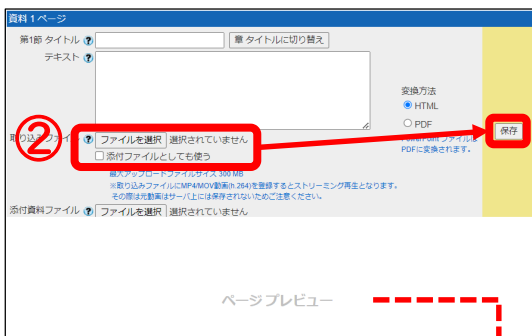 資料 1 ページ
第1節 タイトル ? 章 タイトルに切り替え
テキスト ?
変換方法
HTML
PDF
ファイルは
PDFに変換されます。
保存
②
ファイル ? ファイルを選択 選択されていません
添付ファイルとしても使う
最大アップロードファイルサイズ 300 MB
※取り込みファイルにMP4/MOV動画(h.264)を登録するとストリーミング再生となります。
その際は元動画はサーバ上には保存されないためご注意ください。
添付資料ファイル ? ファイルを選択 選択されていません
ページプレビュー